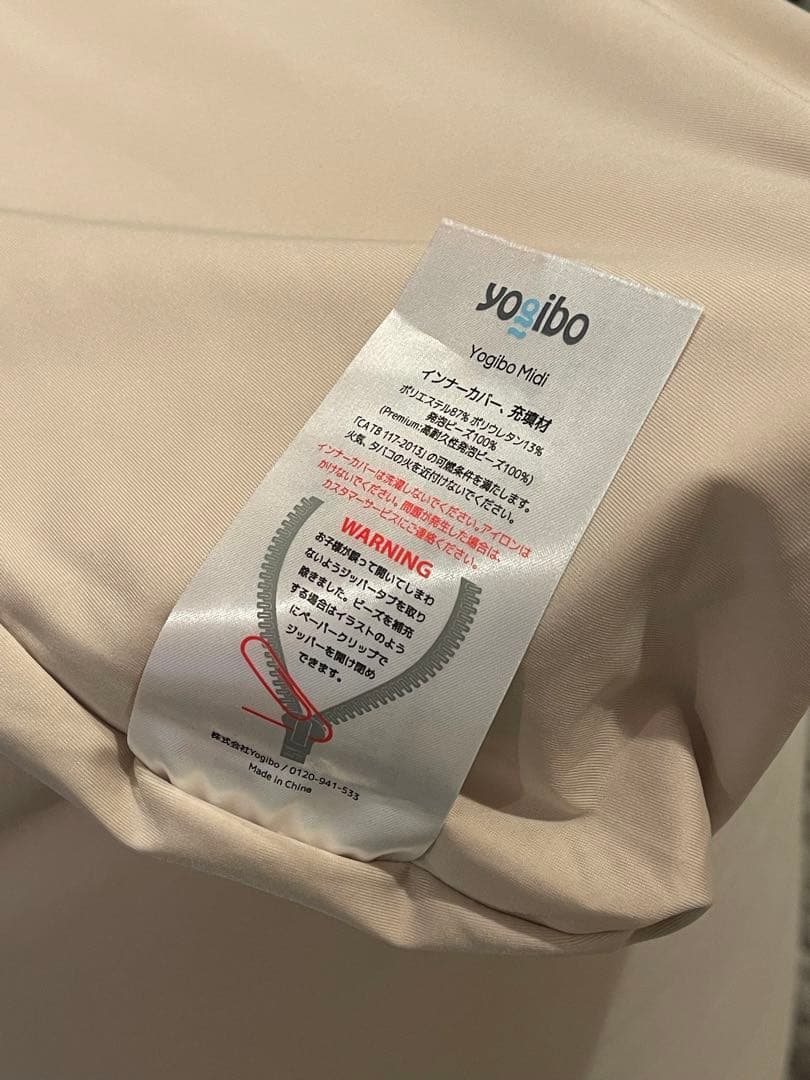 yogibo
Yogibo Midi
インナーカバー、充填材
ポリエステル87% ポリウレタン13%
発泡ビーズ100%
(Premium:高耐久性発泡ビーズ100%)
「CA TB 117-2013」の可燃条件を満たします。
火気、タバコの火を近付けないでください。
インナーカバーは洗濯しないでください。アイロンは
かけないでください。問題が発生した場合は、
カスタマーサービスにご連絡ください。
WARNING
お子様が誤って開いてしまわ
ないようジッパータブを取り
除きました。ビーズを補充
する場合はイラストのよう
にペーパークリップで
ジッパーを開け閉め
できます。
株式会社Yogibo / 0120-941-533
Made in China